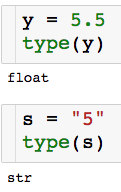 y = 5.5
type(y)
float
s = "5"
type(s)
str